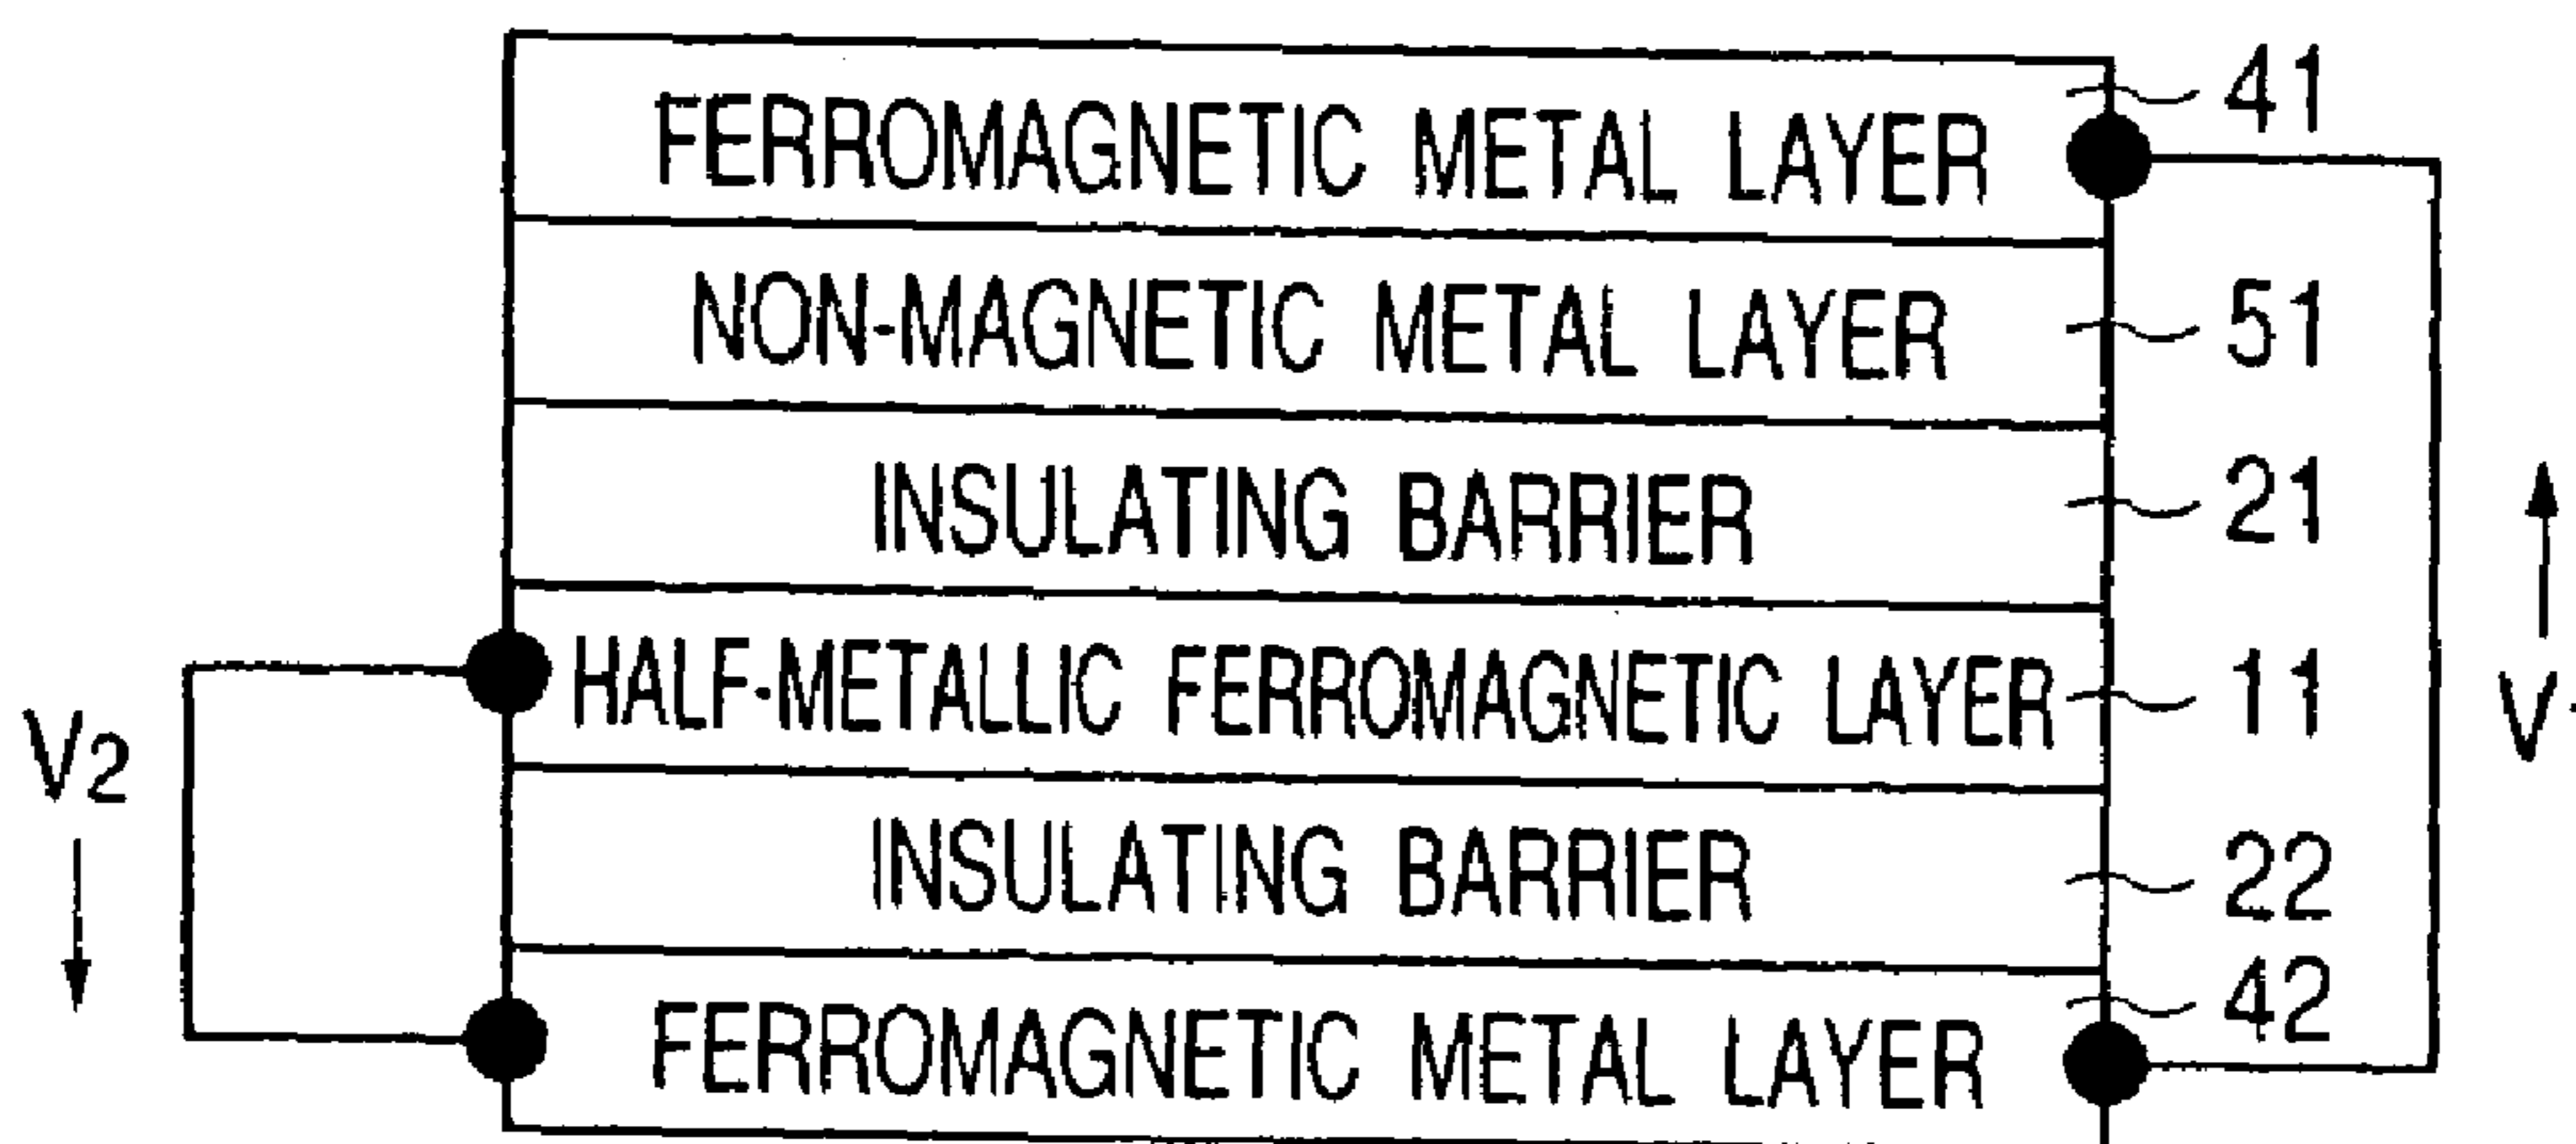 FERROMAGNETIC METAL LAYER 41
NON-MAGNETIC METAL LAYER 51
INSULATING BARRIER 21
HALF-METALLIC FERROMAGNETIC LAYER 11
INSULATING BARRIER 22
FERROMAGNETIC METAL LAYER 42
V2
V